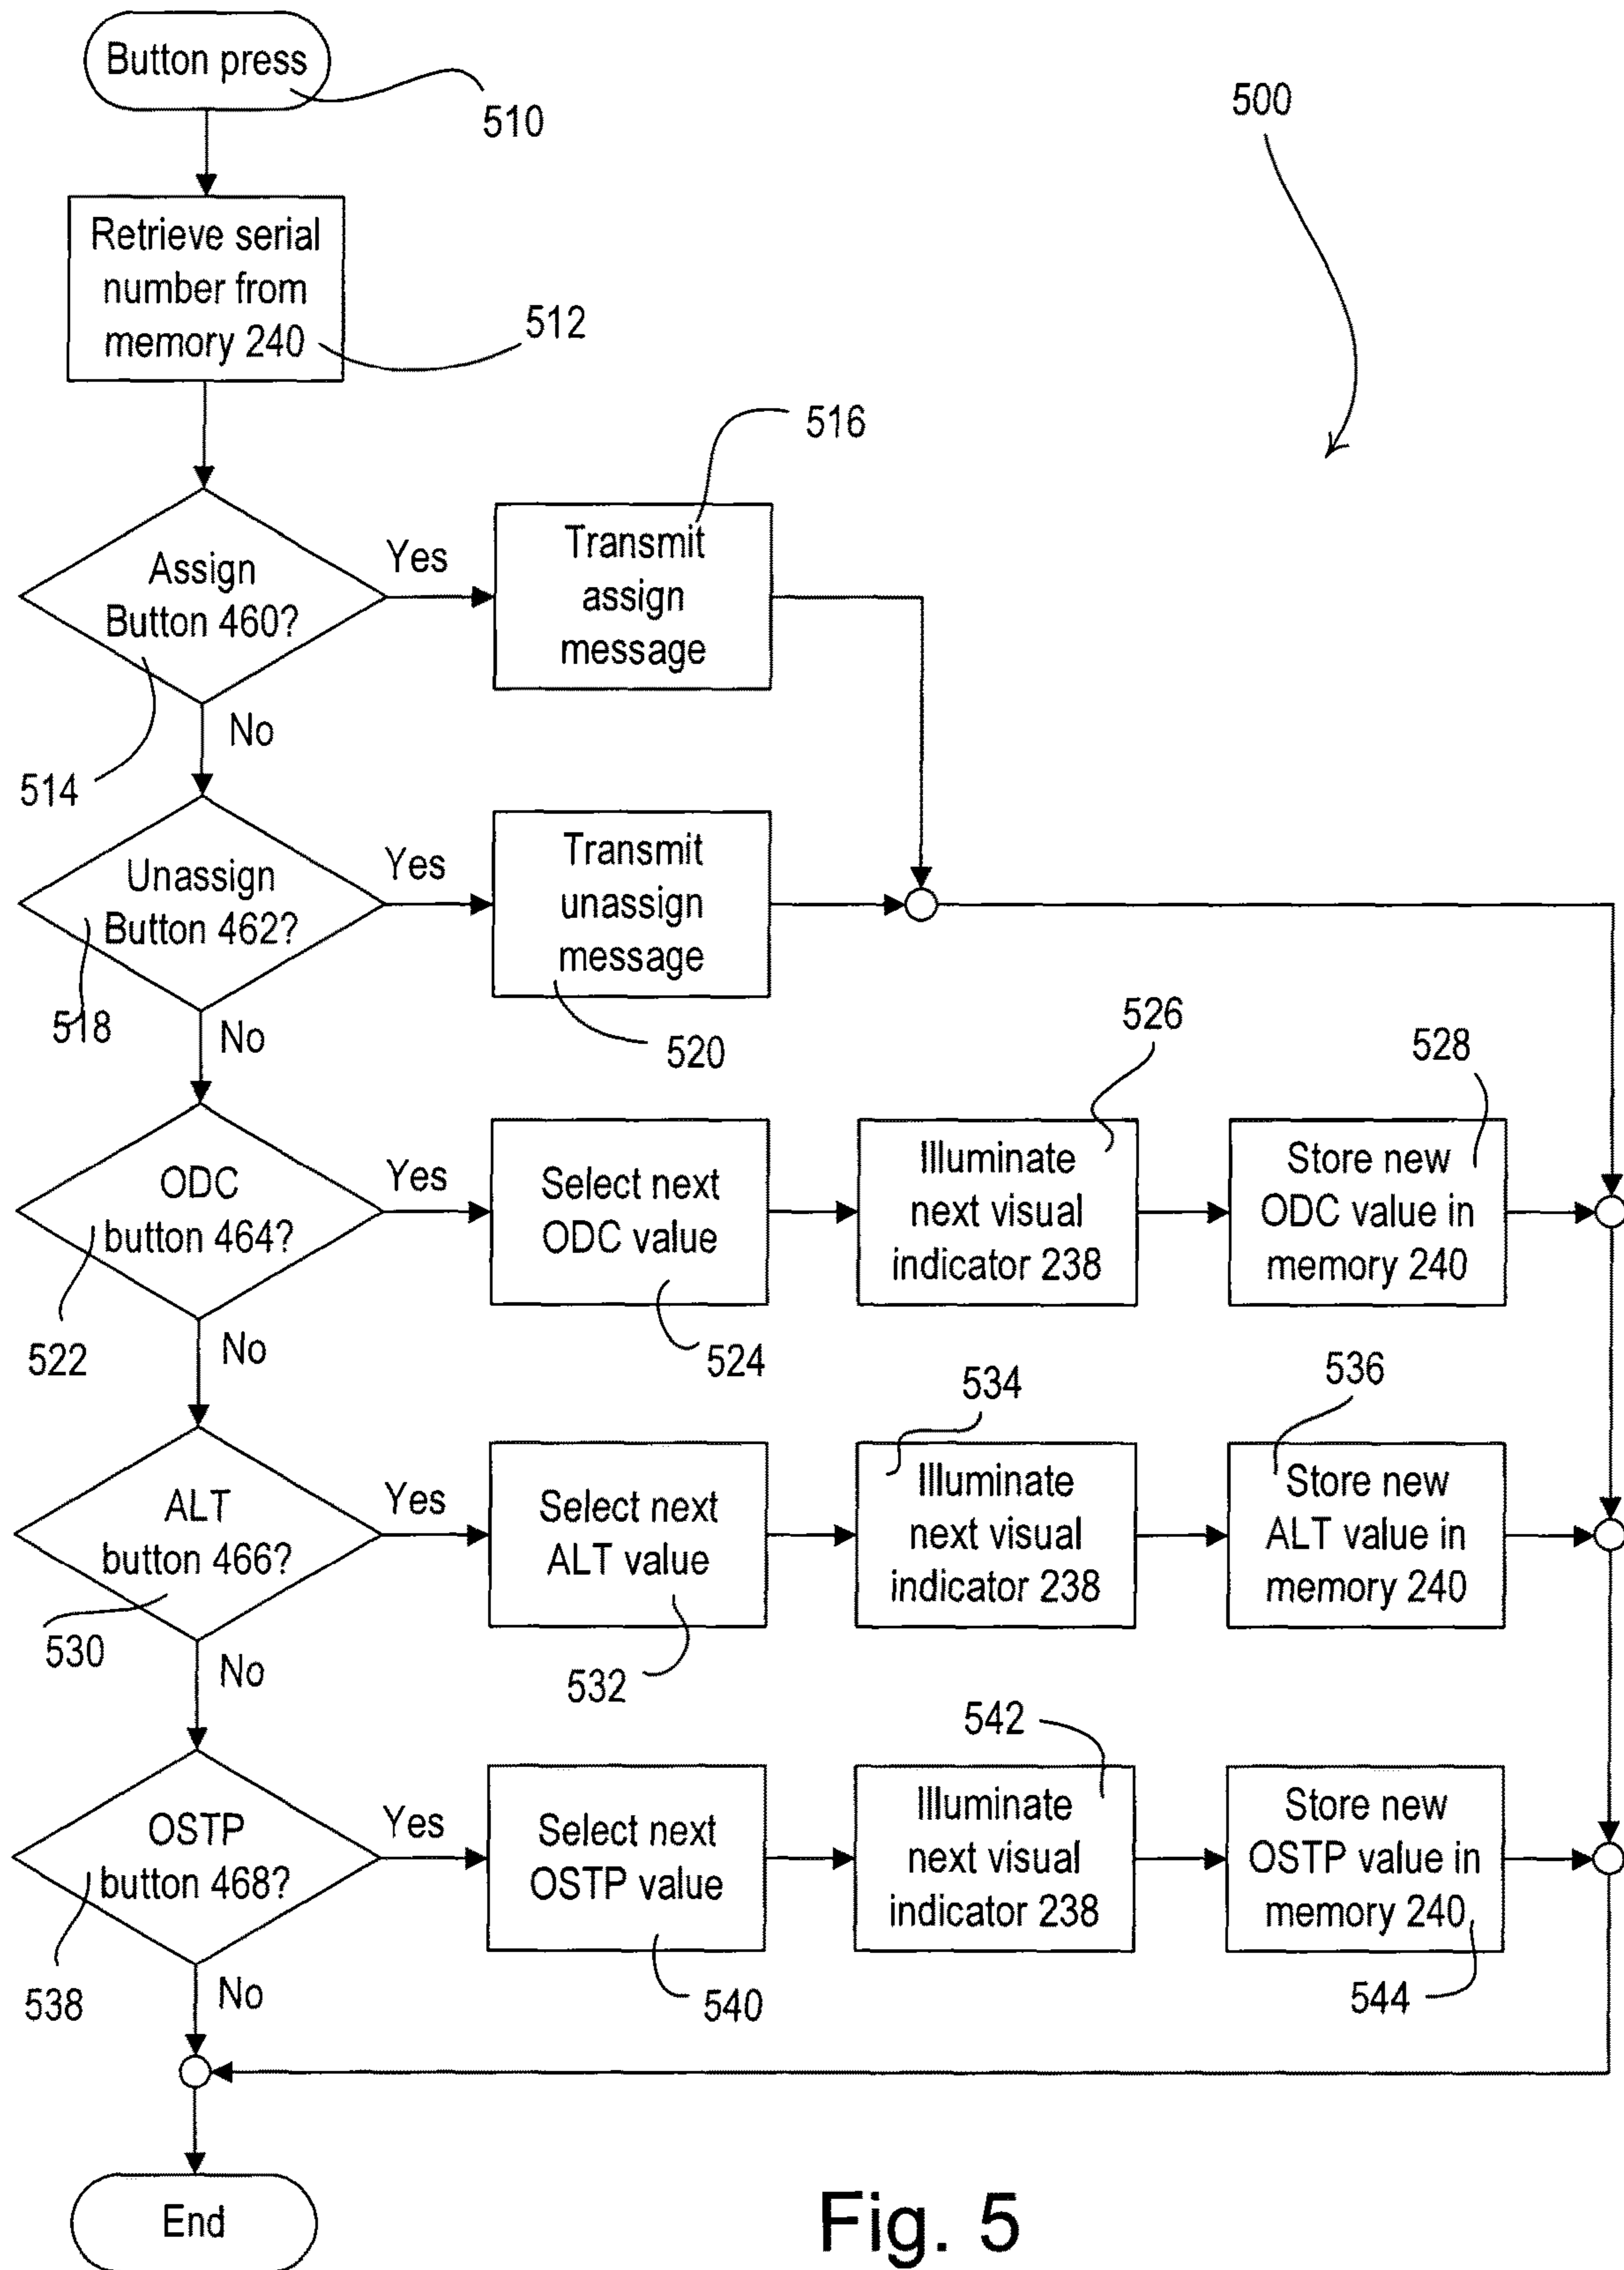 Button press
510
500
Retrieve serial
number from
memory 240
512
516
Assign
Button 460?
Yes
Transmit
assign
message
No
514
Unassign
Button 462?
Yes
Transmit
unassign
message
518
No
520
526
528
ODC
button 464?
Yes
Select next
ODC value
Illuminate
next visual
indicator 238
Store new
ODC value in
memory 240
522
No
524
534
536
ALT
button 466?
Yes
Select next
ALT value
Illuminate
next visual
indicator 238
Store new
ALT value in
memory 240
530
No
532
542
OSTP
button 468?
Yes
Select next
OSTP value
Illuminate
next visual
indicator 238
Store new
OSTP value in
memory 240
538
No
540
544
End
Fig. 5